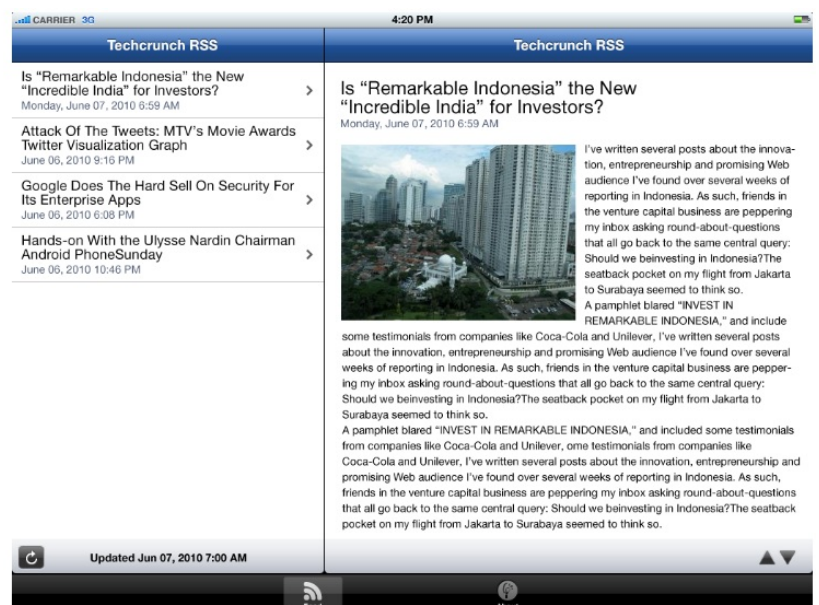 CARRIER 3G
4:20 PM
Techcrunch RSS
Is “Remarkable Indonesia” the New
“Incredible India” for Investors?
Monday, June 07, 2010 6:59 AM
Attack Of The Tweets: MTV’s Movie Awards
Twitter Visualization Graph
June 06, 2010 9:16 PM
Google Does The Hard Sell On Security For
Its Enterprise Apps
June 06, 2010 6:08 PM
Hands-on With the Ulysse Nardin Chairman
Android PhoneSunday
June 06, 2010 10:46 PM
Updated Jun 07, 2010 7:00 AM
Techcrunch RSS
Is “Remarkable Indonesia” the New
“Incredible India” for Investors?
Monday, June 07, 2010 6:59 AM
I’ve written several posts about the innova-
tion, entrepreneurship and promising Web
audience I’ve found over several weeks of
reporting in Indonesia. As such, friends in
the venture capital business are peppering
my inbox asking round-about-questions
that all go back to the same central query:
Should we beinvesting in Indonesia?The
seatback pocket on my flight from Jakarta
to Surabaya seemed to think so.
A pamphlet blared “INVEST IN
REMARKABLE INDONESIA,” and include
some testimonials from companies like Coca-Cola and Unilever, I’ve written several posts
about the innovation, entrepreneurship and promising Web audience I’ve found over several
weeks of reporting in Indonesia. As such, friends in the venture capital business are pepper-
ing my inbox asking round-about-questions that all go back to the same central query:
Should we beinvesting in Indonesia?The seatback pocket on my flight from Jakarta to
Surabaya seemed to think so.
A pamphlet blared “INVEST IN REMARKABLE INDONESIA,” and included some testimonials
from companies like Coca-Cola and Unilever, ome testimonials from companies like
Coca-Cola and Unilever, I’ve written several posts about the innovation, entrepreneurship and
promising Web audience I’ve found over several weeks of reporting in Indonesia. As such,
friends in the venture capital business are peppering my inbox asking round-about-questions
that all go back to the same central query: Should we beinvesting in Indonesia?The seatback
pocket on my flight from Jakarta to Surabaya seemed to think so.